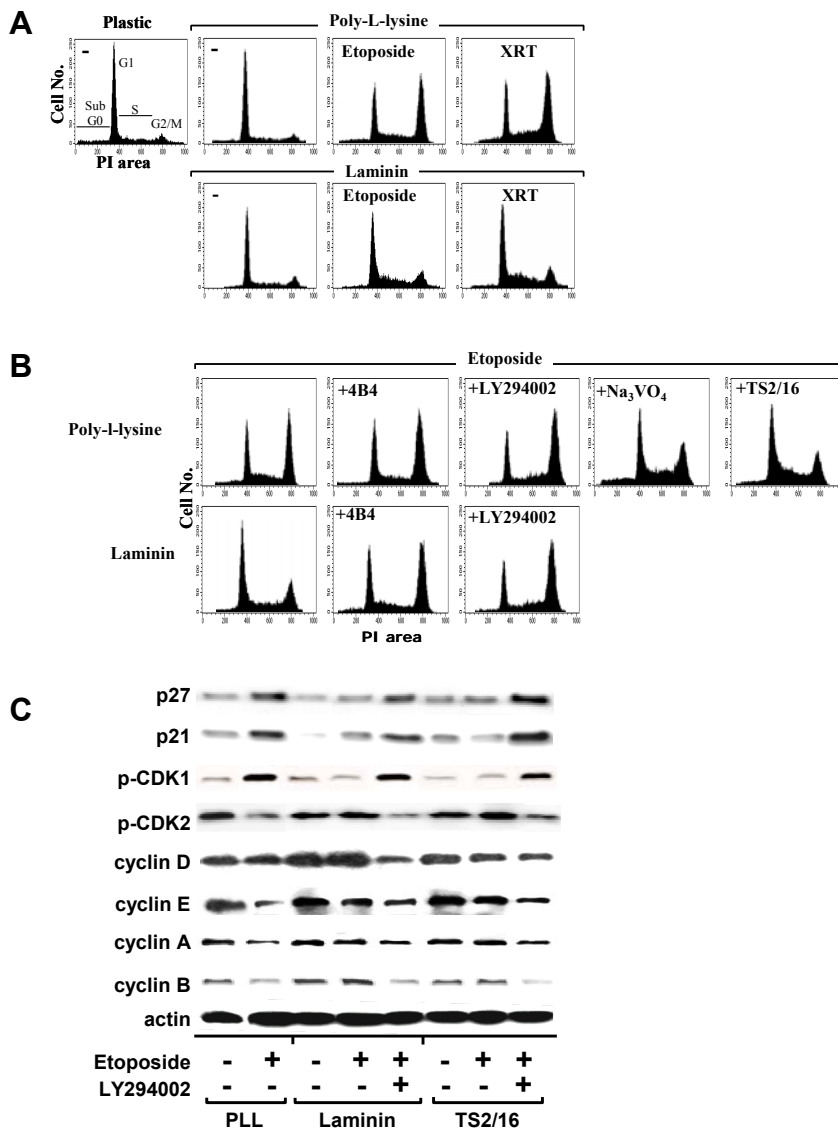 A
Plastic
Poly-L-lysine
-
G1
Sub
G0
S
G2/M
Cell No.
PI area
-
Etoposide
XRT
Laminin
-
Etoposide
XRT
B
Etoposide
Poly-l-lysine
+4B4
+LY294002
+Na₃VO₄
+TS2/16
Cell No.
Laminin
+4B4
+LY294002
PI area
C
p27
p21
p-CDK1
p-CDK2
cyclin D
cyclin E
cyclin A
cyclin B
actin
Etoposide - + - + + - + +
LY294002 - - - - + - - +
PLL Laminin TS2/16